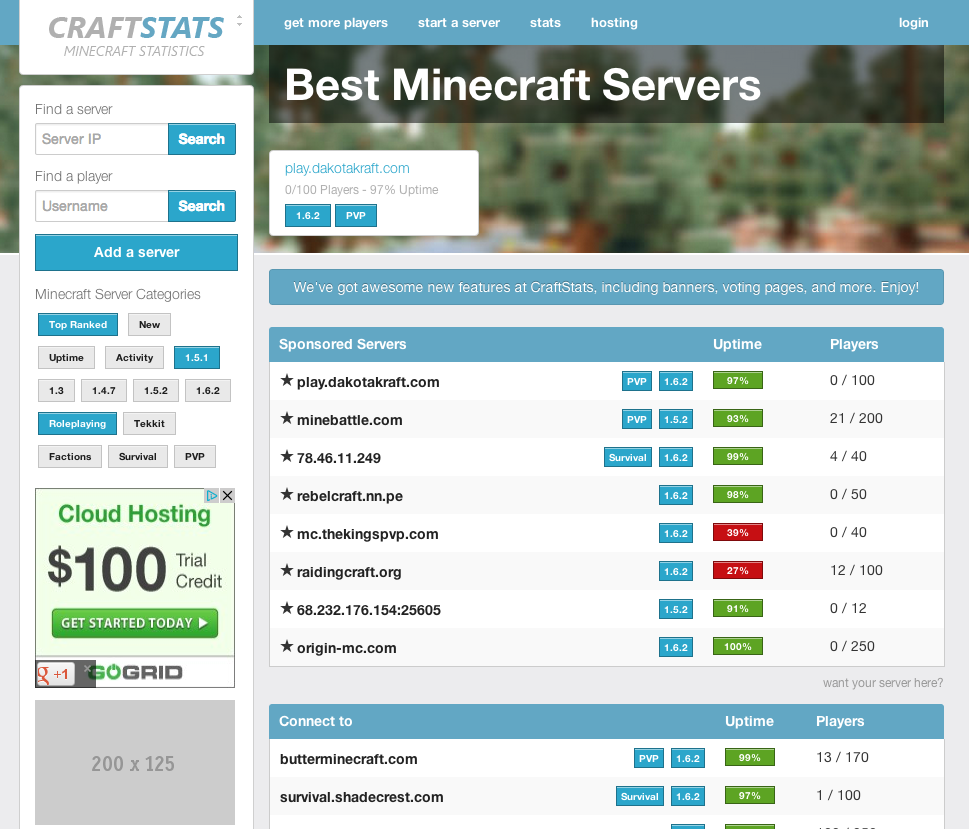 CRAFTSTATS
MINECRAFT STATISTICS
get more players start a server stats hosting login
Best Minecraft Servers
play.dakotakraft.com
0/100 Players - 97% Uptime
1.6.2 PVP
Find a server
Server IP Search
Find a player
Username Search
Add a server
Minecraft Server Categories
Top Ranked New
Uptime Activity 1.5.1
1.3 1.4.7 1.5.2 1.6.2
Roleplaying Tekkit
Factions Survival PVP
Cloud Hosting
$100 Trial Credit
GET STARTED TODAY
g +1 GOGRID
200 x 125
We've got awesome new features at CraftStats, including banners, voting pages, and more. Enjoy!
Sponsored Servers Uptime Players
★ play.dakotakraft.com PVP 1.6.2 97% 0 / 100
★ minebattle.com PVP 1.5.2 93% 21 / 200
★ 78.46.11.249 Survival 1.6.2 99% 4 / 40
★ rebelcraft.nn.pe 1.6.2 98% 0 / 50
★ mc.thekingspvp.com 1.6.2 39% 0 / 40
★ raidingcraft.org 1.6.2 27% 12 / 100
★ 68.232.176.154:25605 1.5.2 91% 0 / 12
★ origin-mc.com 1.6.2 100% 0 / 250
want your server here?
Connect to Uptime Players
butterminecraft.com PVP 1.6.2 99% 13 / 170
survival.shadecrest.com Survival 1.6.2 97% 1 / 100